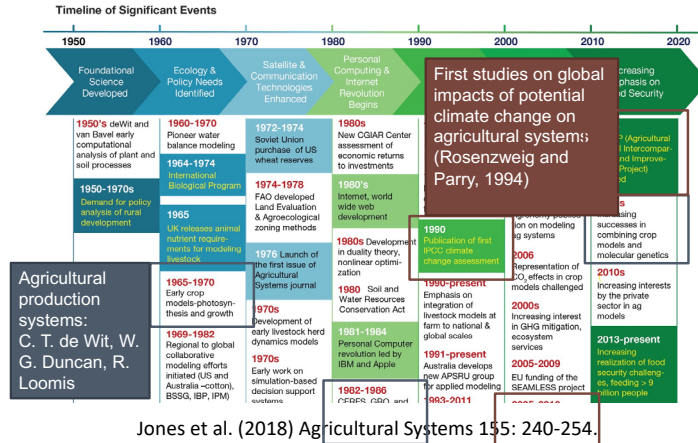 Timeline of Significant Events
1950
1960
1970
1980
1990
2000
2010
2020
Foundational
Science
Developed
Ecology &
Policy Needs
Identified
Satellite &
Communication
Technologies
Enhanced
Personal
Computing &
Internet
Revolution
Begins
First studies on global
impacts of potential
climate change on
agricultural systems
(Rosenzweig and
Parry, 1994)
1950's deWit and
van Bavel early
computational
analysis of plant and
soil processes
1950-1970s
Demand for policy
analysis of rural
development
Agricultural
production
systems:
C. T. de Wit, W.
G. Duncan, R.
Loomis
1960-1970
Pioneer water
balance modeling
1964-1974
International
Biological Program
1965
UK releases animal
nutrient require-
ments for modeling
livestock
1965-1970
Early crop
models-photosyn-
thesis and growth
1969-1982
Regional to global
collaborative
modeling efforts
initiated (US and
Australia –cotton),
BSSG, IBP, IPM)
1972-1974
Soviet Union
purchase of US
wheat reserves
1974-1978
FAO developed
Land Evaluation &
Agroecological
zoning methods
1976 Launch of
the first issue of
Agricultural
Systems journal
1970s
Development of
early livestock herd
dynamics models
1970s
Early work on
simulation-based
decision support
systems
1980s
New CGIAR Center
assessment of
economic returns
to investments
1980's
Internet, world
wide web
development
1980s Development
in duality theory,
nonlinear optimi-
zation
1980 Soil and
Water Resources
Conservation Act
1981-1984
Personal Computer
revolution led by
IBM and Apple
1982-1986
CERES, GRO, and
1990
Publication of first
IPCC climate
change assessment
1990-present
Emphasis on
integration of
livestock models at
farm to national &
global scales
1991-present
Australia develops
new APSRU group
for applied modeling
1993-2011
on modeling
ag systems
2006
Representation of
CO₂ effects in crop
models challenged
2000s
Increasing interest
in GHG mitigation,
ecosystem
services
2005-2009
EU funding of the
SEAMLESS project
(Agricultural
Project)
Increasing
successes in
combining crop
models and
molecular genetics
2010s
Increasing interests
by the private
sector in ag models
2013-present
Increasing
realization of food
security challen-
ges, feeding > 9
billion people
Jones et al. (2018) Agricultural Systems 155: 240-254.